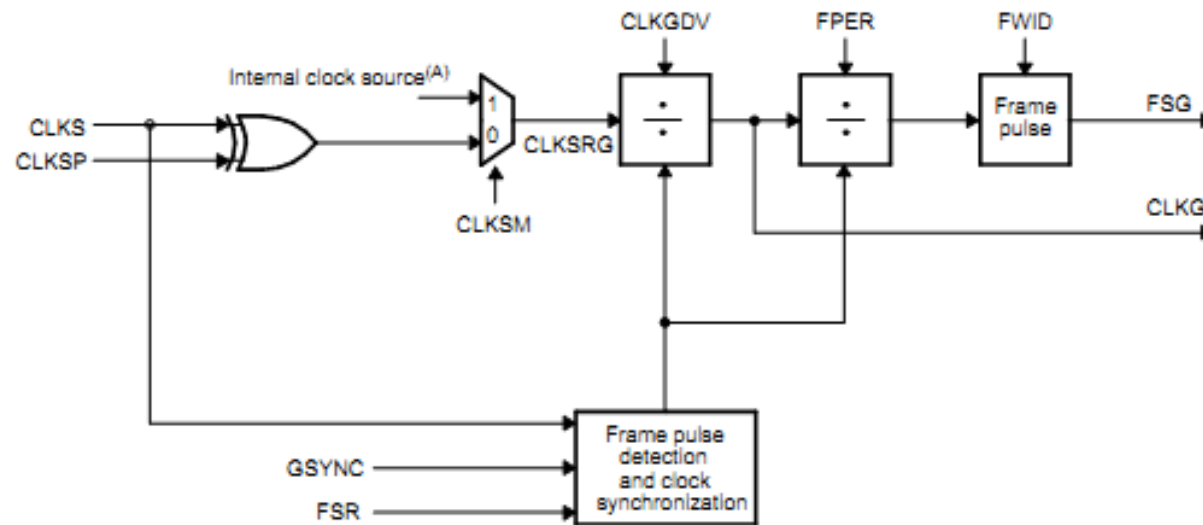 CLKGDV
FPER
FWID
Internal clock source(A)
1
0
CLKS
CLKSP
CLKSRG
CLKSM
Frame
pulse
FSG
CLKG
Frame pulse
detection
and clock
synchronization
GSYNC
FSR